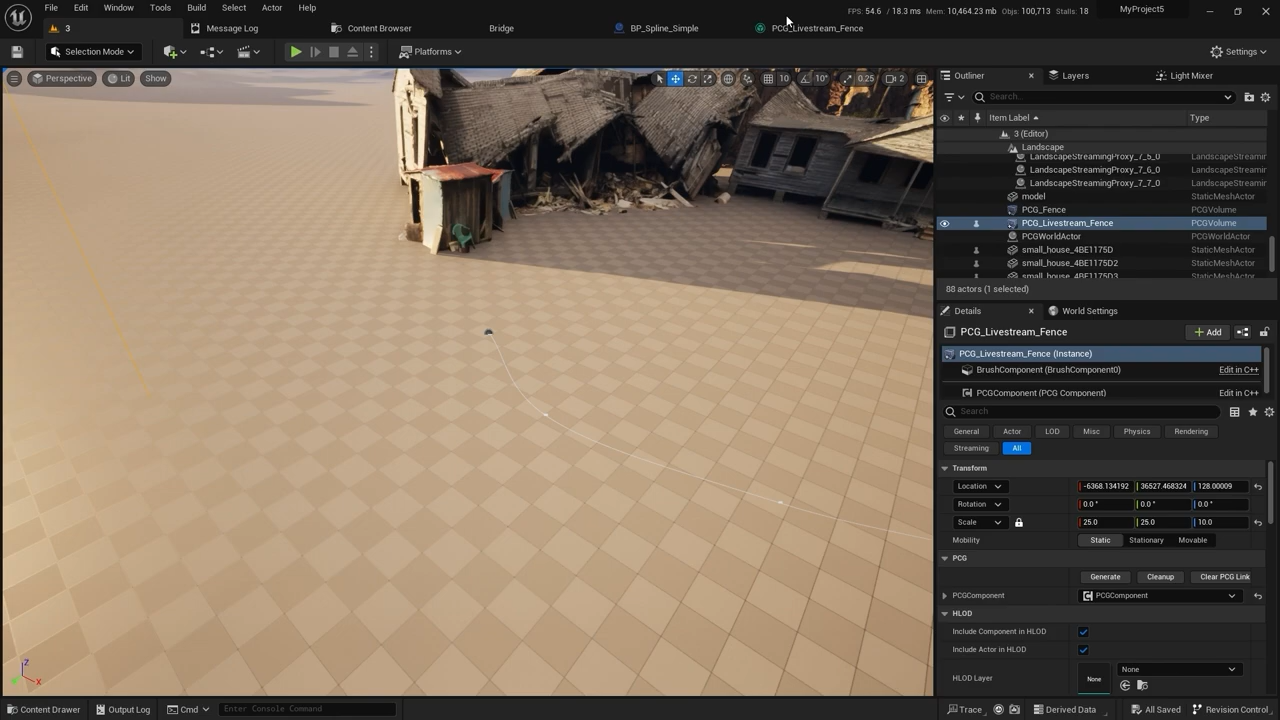 File Edit Window Tools Build Select Actor Help
FPS: 54.6 / 18.3 ms Mem: 10,464.23 mb Objs: 100,713 Stalls: 18
MyProject5
3
Message Log
Content Browser
Bridge
BP_Spline_Simple
PCG_Livestream_Fence
Selection Mode
Platforms
Settings
Perspective
Lit
Show
10
10°
0.25
2
Outliner
Layers
Light Mixer
Search...
Item Label
Type
3 (Editor)
Landscape
LandscapeStreamingProxy_7_5_0 LandscapeStreamir
LandscapeStreamingProxy_7_6_0 LandscapeStreamir
LandscapeStreamingProxy_7_7_0 LandscapeStreamir
model StaticMeshActor
PCG_Fence PCGVolume
PCG_Livestream_Fence PCGVolume
PCGWorldActor PCGWorldActor
small_house_4BE1175D StaticMeshActor
small_house_4BE1175D2 StaticMeshActor
small_house_4BE1175D3 StaticMeshActor
88 actors (1 selected)
Details
World Settings
PCG_Livestream_Fence
Add
PCG_Livestream_Fence (Instance)
BrushComponent (BrushComponent0) Edit in C++
PCGComponent (PCG Component) Edit in C++
Search
General Actor LOD Misc Physics Rendering
Streaming All
Transform
Location -6368.134192 36527.468324 128.00009
Rotation 0.0 ° 0.0 ° 0.0 °
Scale 25.0 25.0 10.0
Mobility Static Stationary Movable
PCG
Generate Cleanup Clear PCG Link
PCGComponent PCGComponent
HLOD
Include Component in HLOD
Include Actor in HLOD
HLOD Layer None None
Z
X
Content Drawer
Output Log
Cmd
Enter Console Command
Trace
Derived Data
All Saved
Revision Control